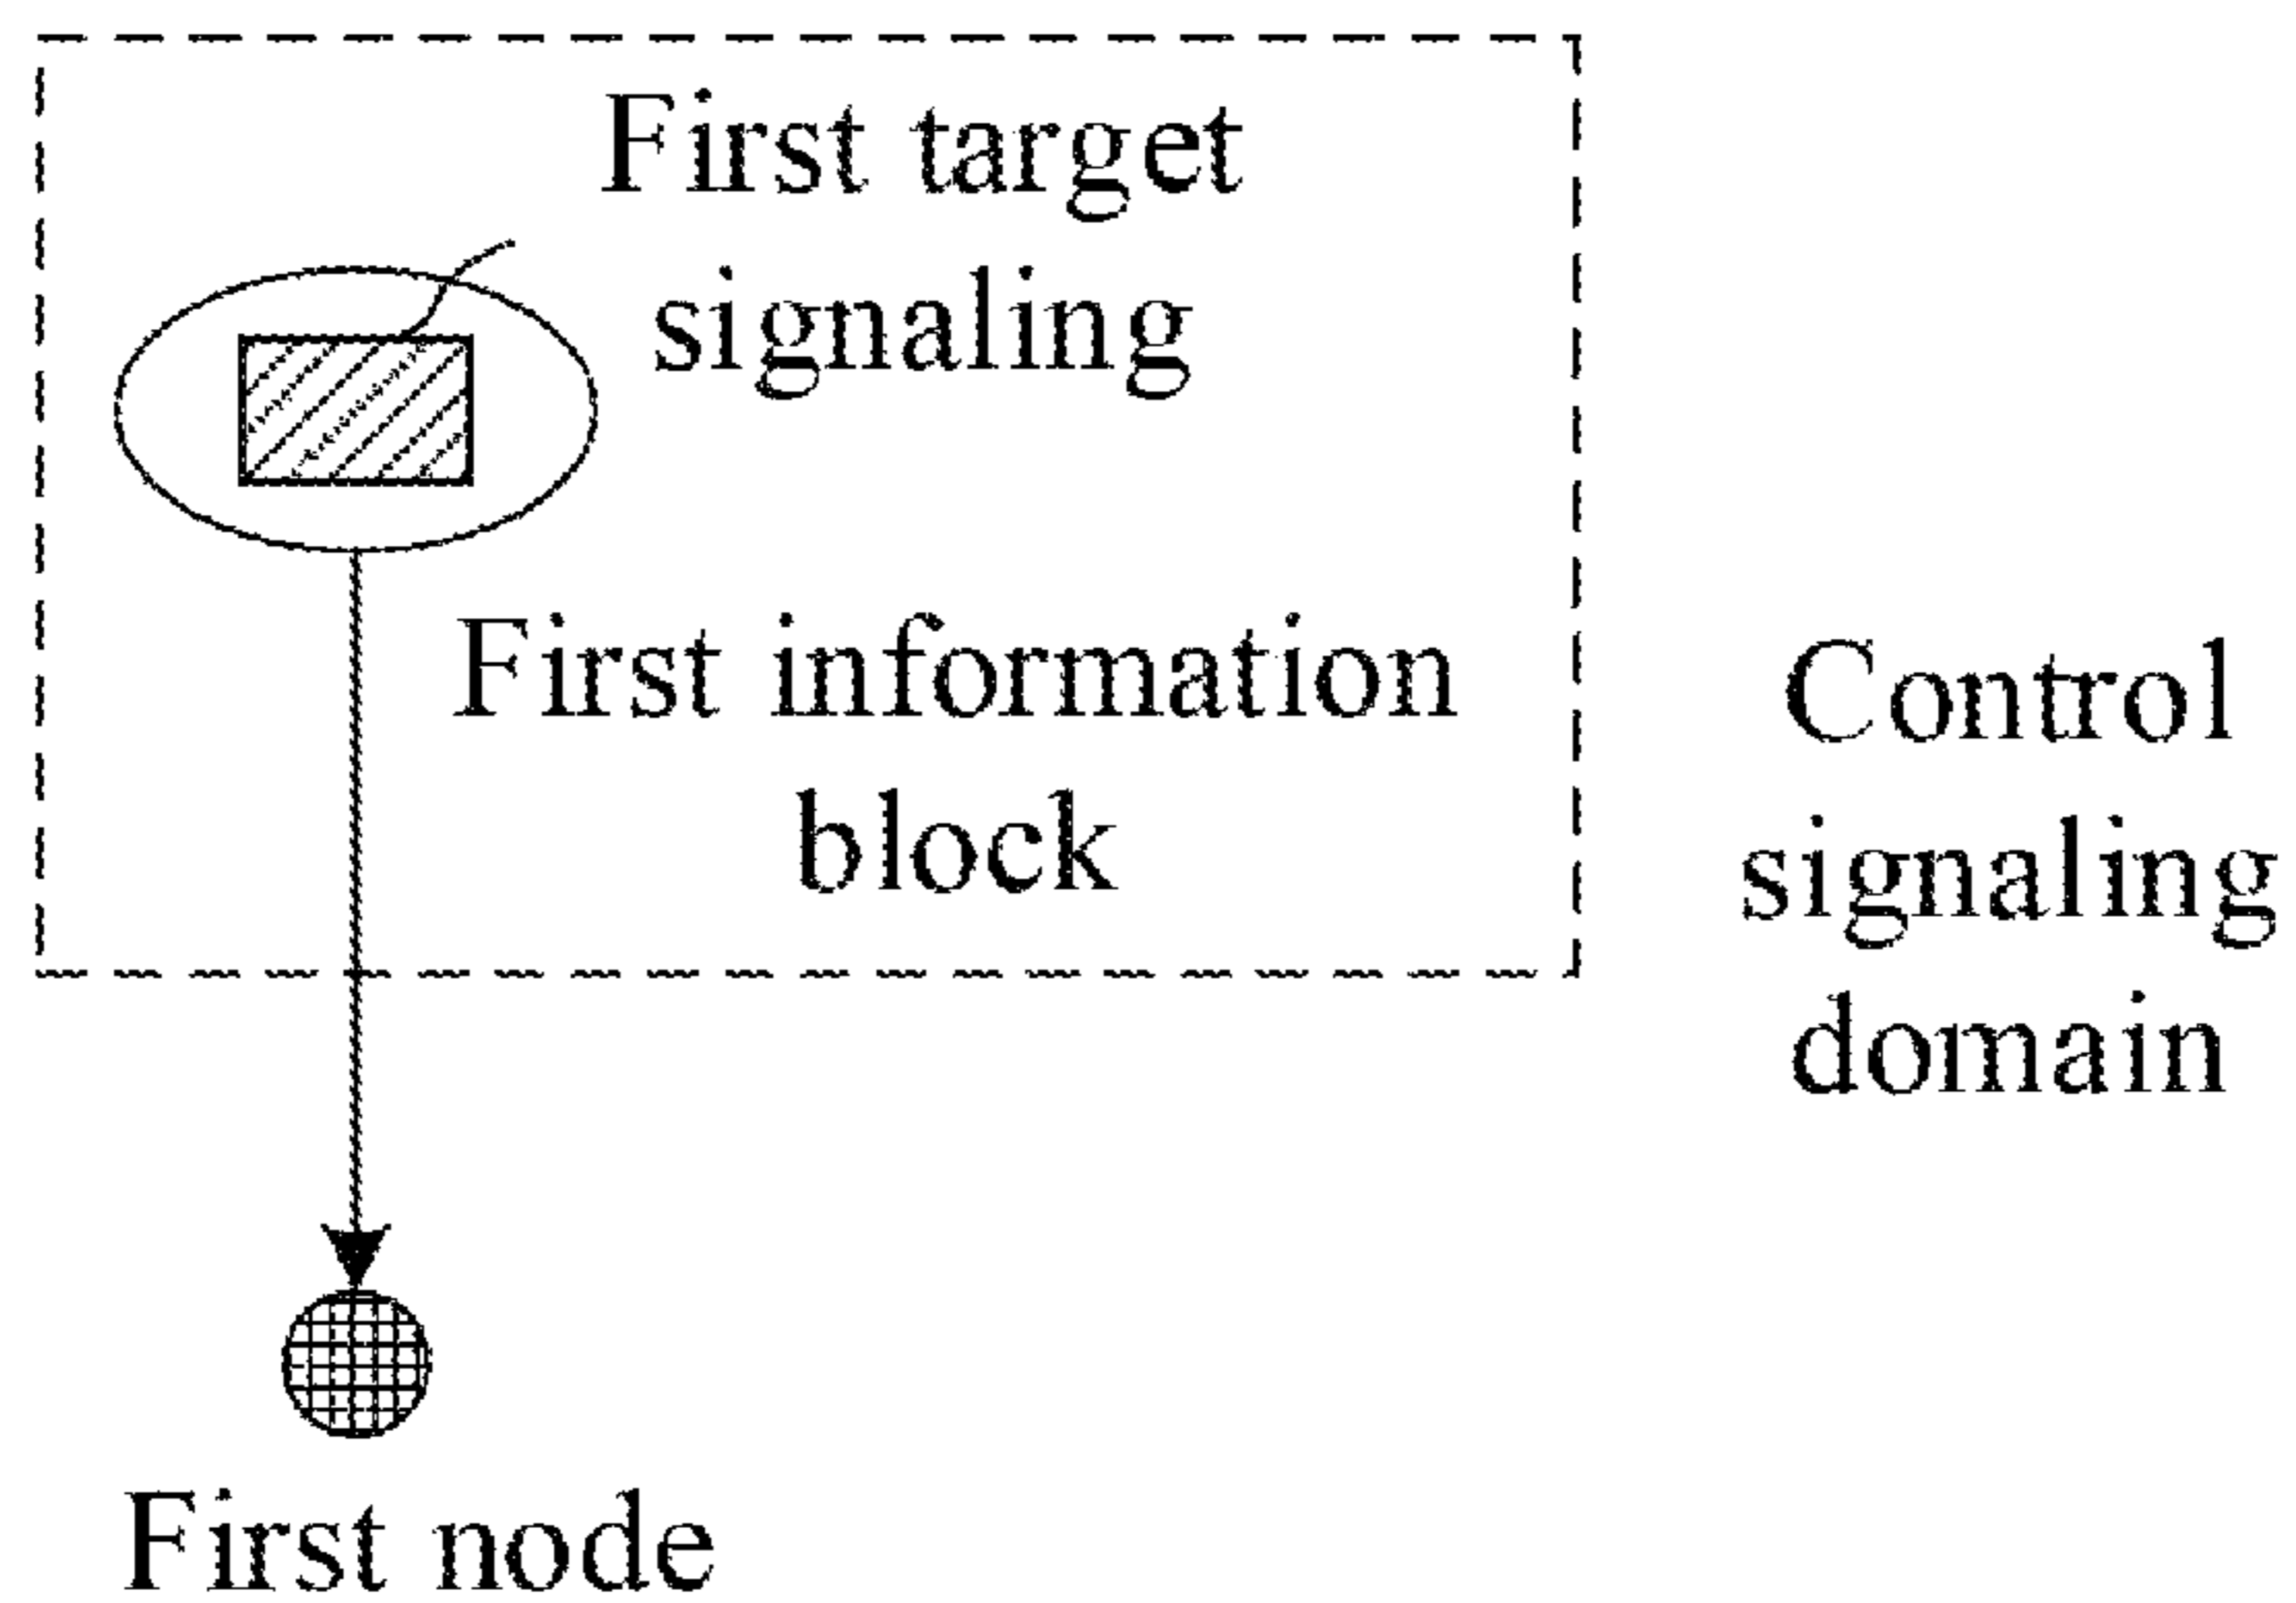 First target
signaling
First information
block
Control
signaling
domain
First node